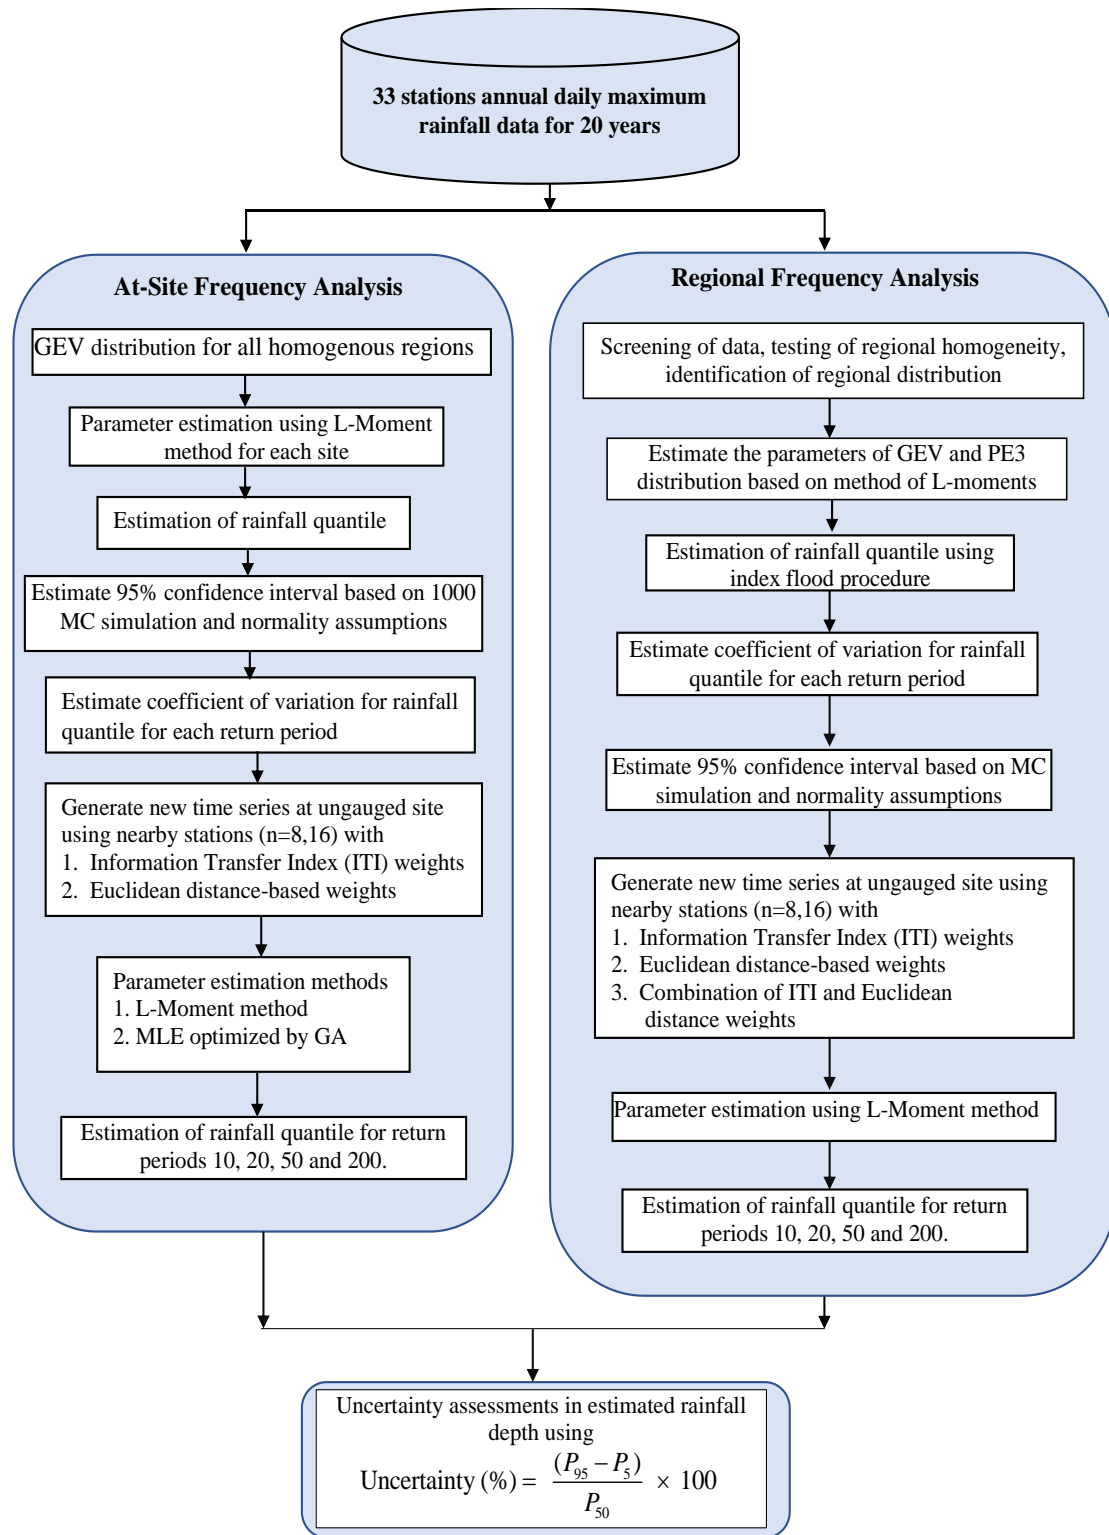 33 stations annual daily maximum
rainfall data for 20 years
At-Site Frequency Analysis
GEV distribution for all homogenous regions
Parameter estimation using L-Moment
method for each site
Estimation of rainfall quantile
Estimate 95% confidence interval based on 1000
MC simulation and normality assumptions
Estimate coefficient of variation for rainfall
quantile for each return period
Generate new time series at ungauged site
using nearby stations (n=8,16) with
1. Information Transfer Index (ITI) weights
2. Euclidean distance-based weights
Parameter estimation methods
1. L-Moment method
2. MLE optimized by GA
Estimation of rainfall quantile for return
periods 10, 20, 50 and 200.
Regional Frequency Analysis
Screening of data, testing of regional homogeneity,
identification of regional distribution
Estimate the parameters of GEV and PE3
distribution based on method of L-moments
Estimation of rainfall quantile using
index flood procedure
Estimate coefficient of variation for rainfall
quantile for each return period
Estimate 95% confidence interval based on MC
simulation and normality assumptions
Generate new time series at ungauged site using
nearby stations (n=8,16) with
1. Information Transfer Index (ITI) weights
2. Euclidean distance-based weights
3. Combination of ITI and Euclidean
distance weights
Parameter estimation using L-Moment method
Estimation of rainfall quantile for return
periods 10, 20, 50 and 200.
Uncertainty assessments in estimated rainfall
depth using
Uncertainty (%) = (P95 − P5) / P50 × 100